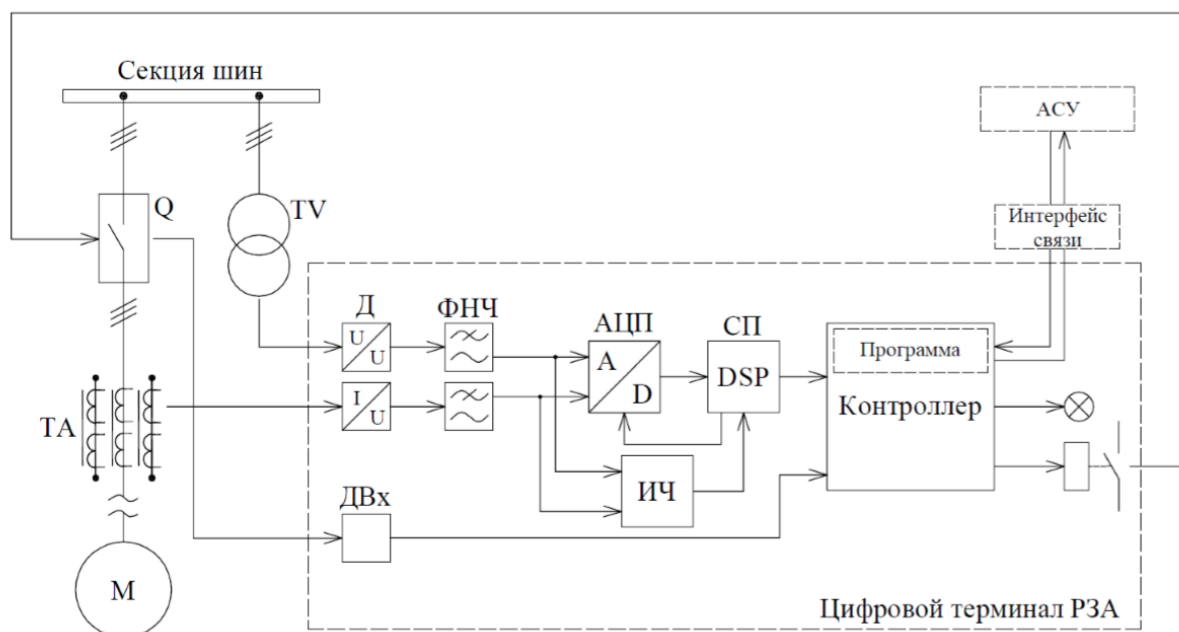 Секция шин
АСУ
Q
TV
Интерфейс
связи
Д
ФНЧ
АЦП
СП
U
U
A
D
DSP
Программа
Контроллер
I
U
TA
ИЧ
ДВх
М
Цифровой терминал РЗА